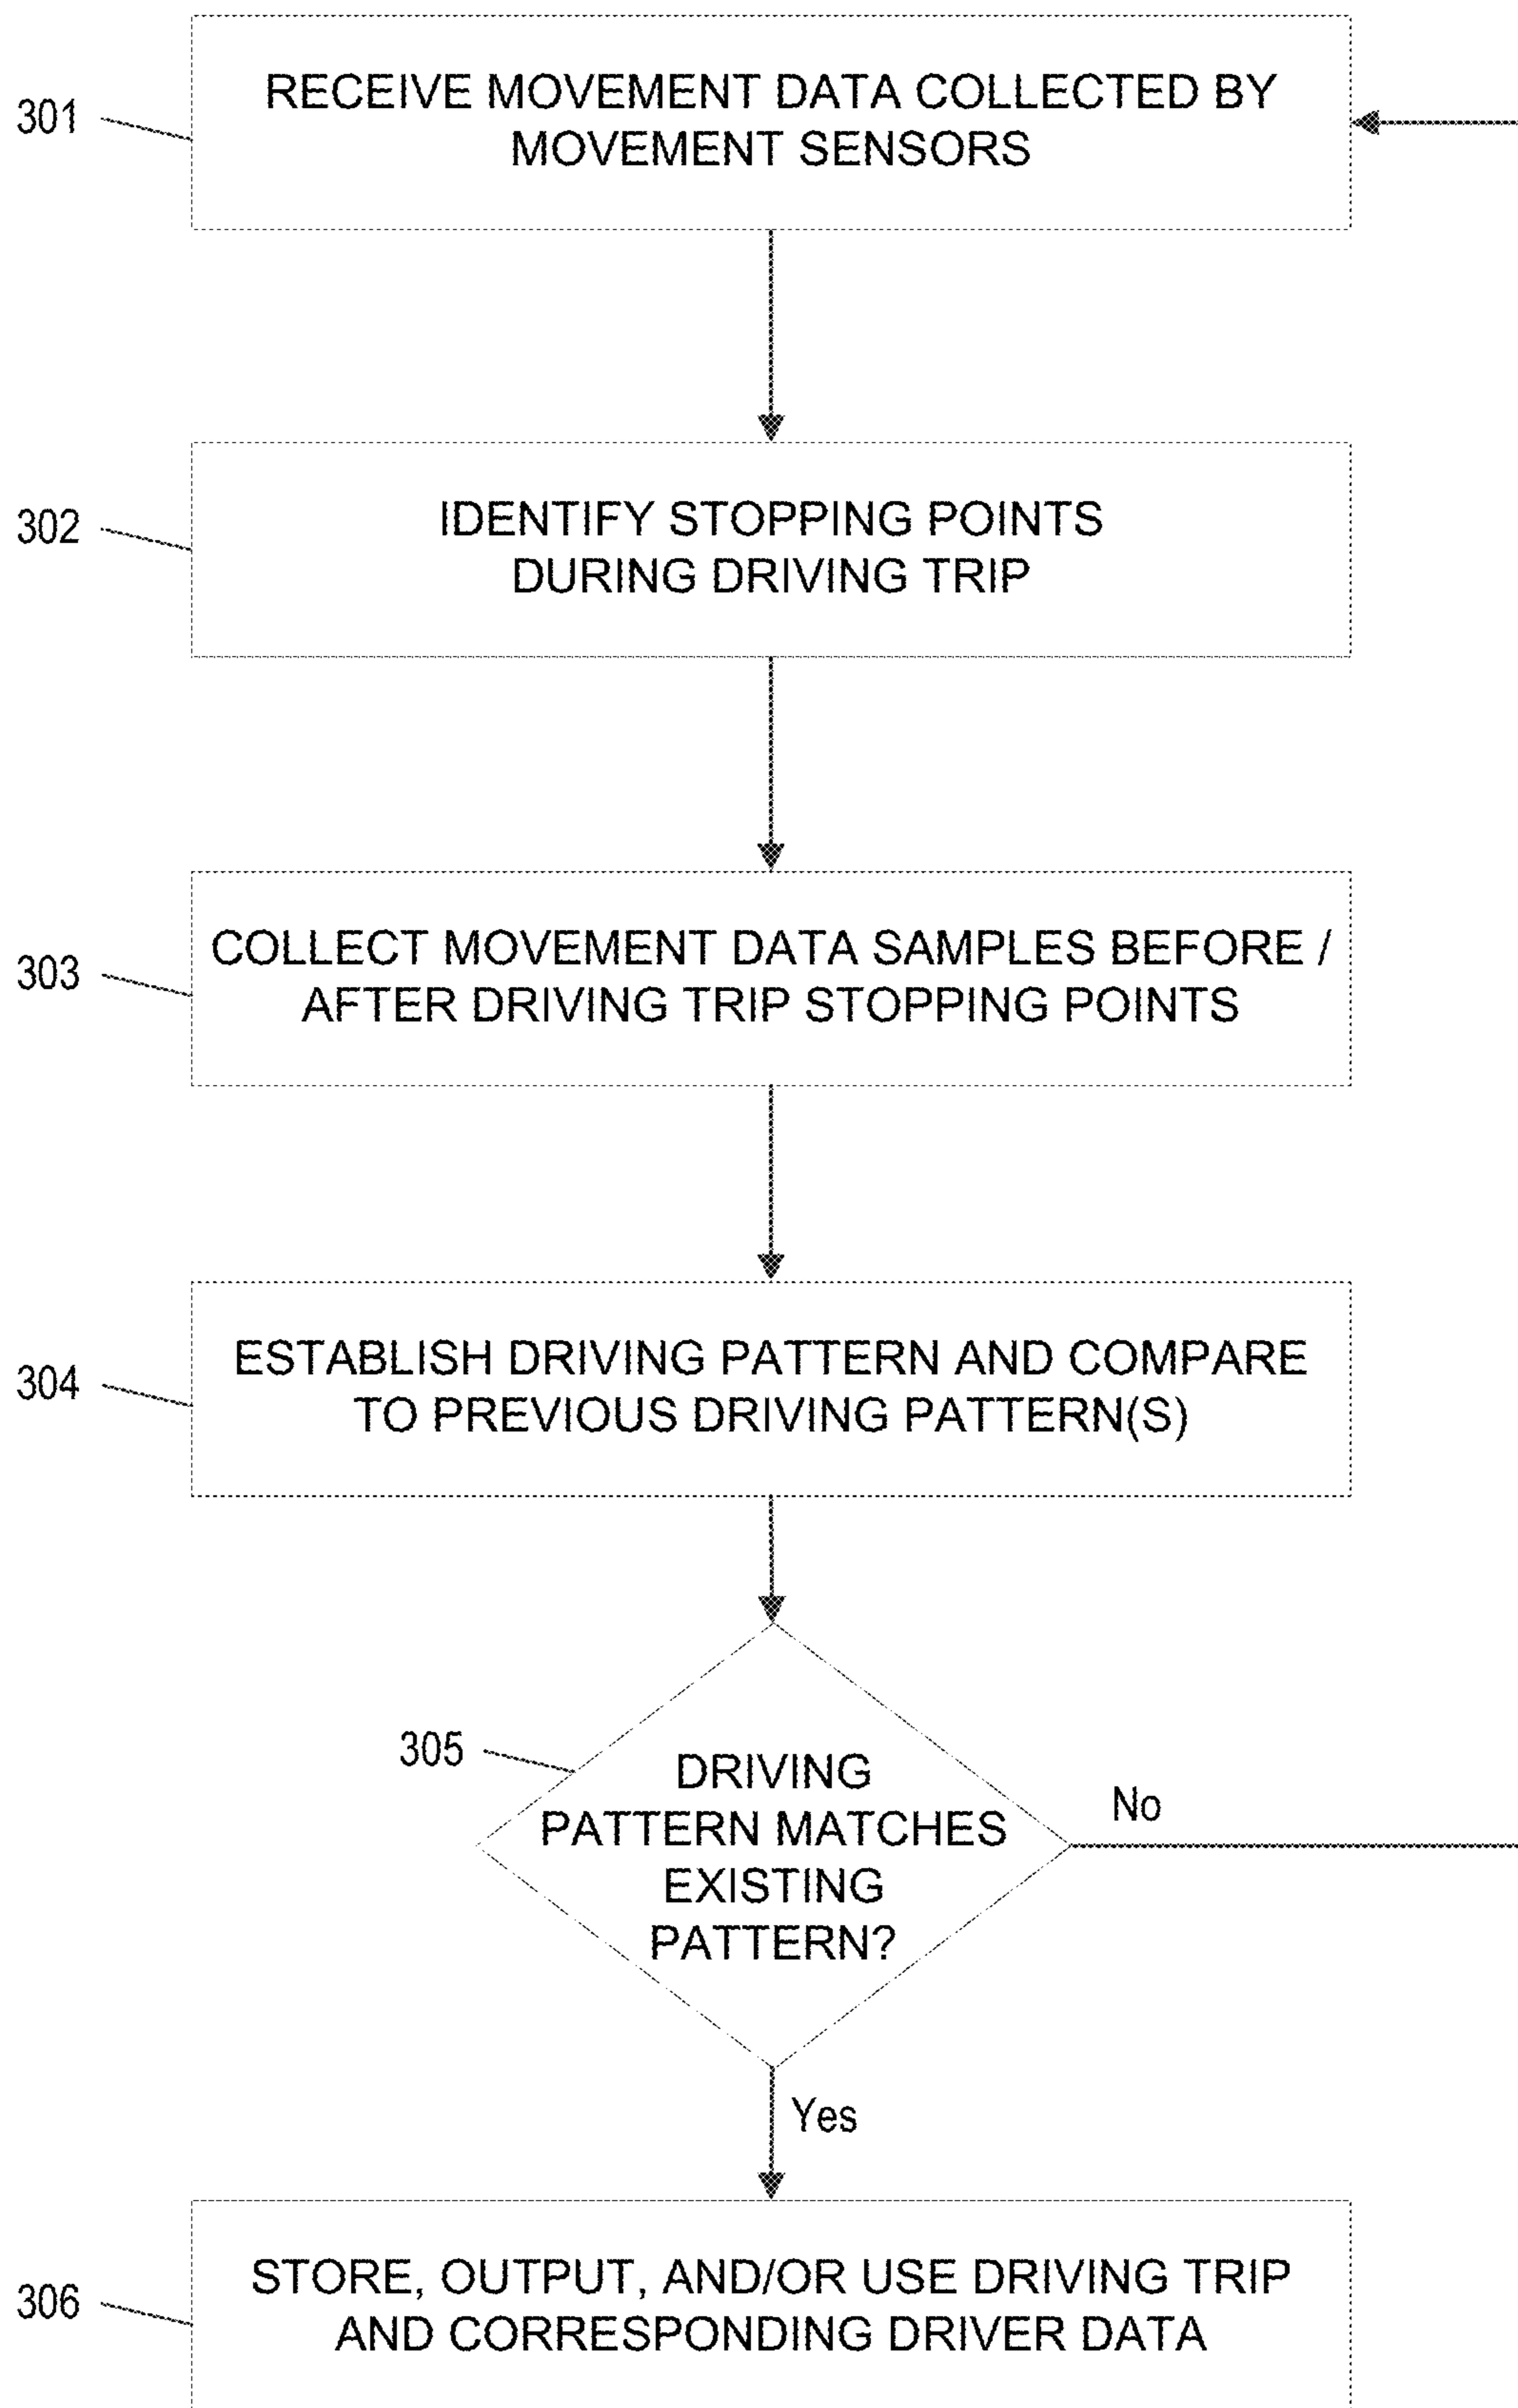 301
RECEIVE MOVEMENT DATA COLLECTED BY
MOVEMENT SENSORS
302
IDENTIFY STOPPING POINTS
DURING DRIVING TRIP
303
COLLECT MOVEMENT DATA SAMPLES BEFORE /
AFTER DRIVING TRIP STOPPING POINTS
304
ESTABLISH DRIVING PATTERN AND COMPARE
TO PREVIOUS DRIVING PATTERN(S)
305
DRIVING
PATTERN MATCHES
EXISTING
PATTERN?
No
Yes
306
STORE, OUTPUT, AND/OR USE DRIVING TRIP
AND CORRESPONDING DRIVER DATA